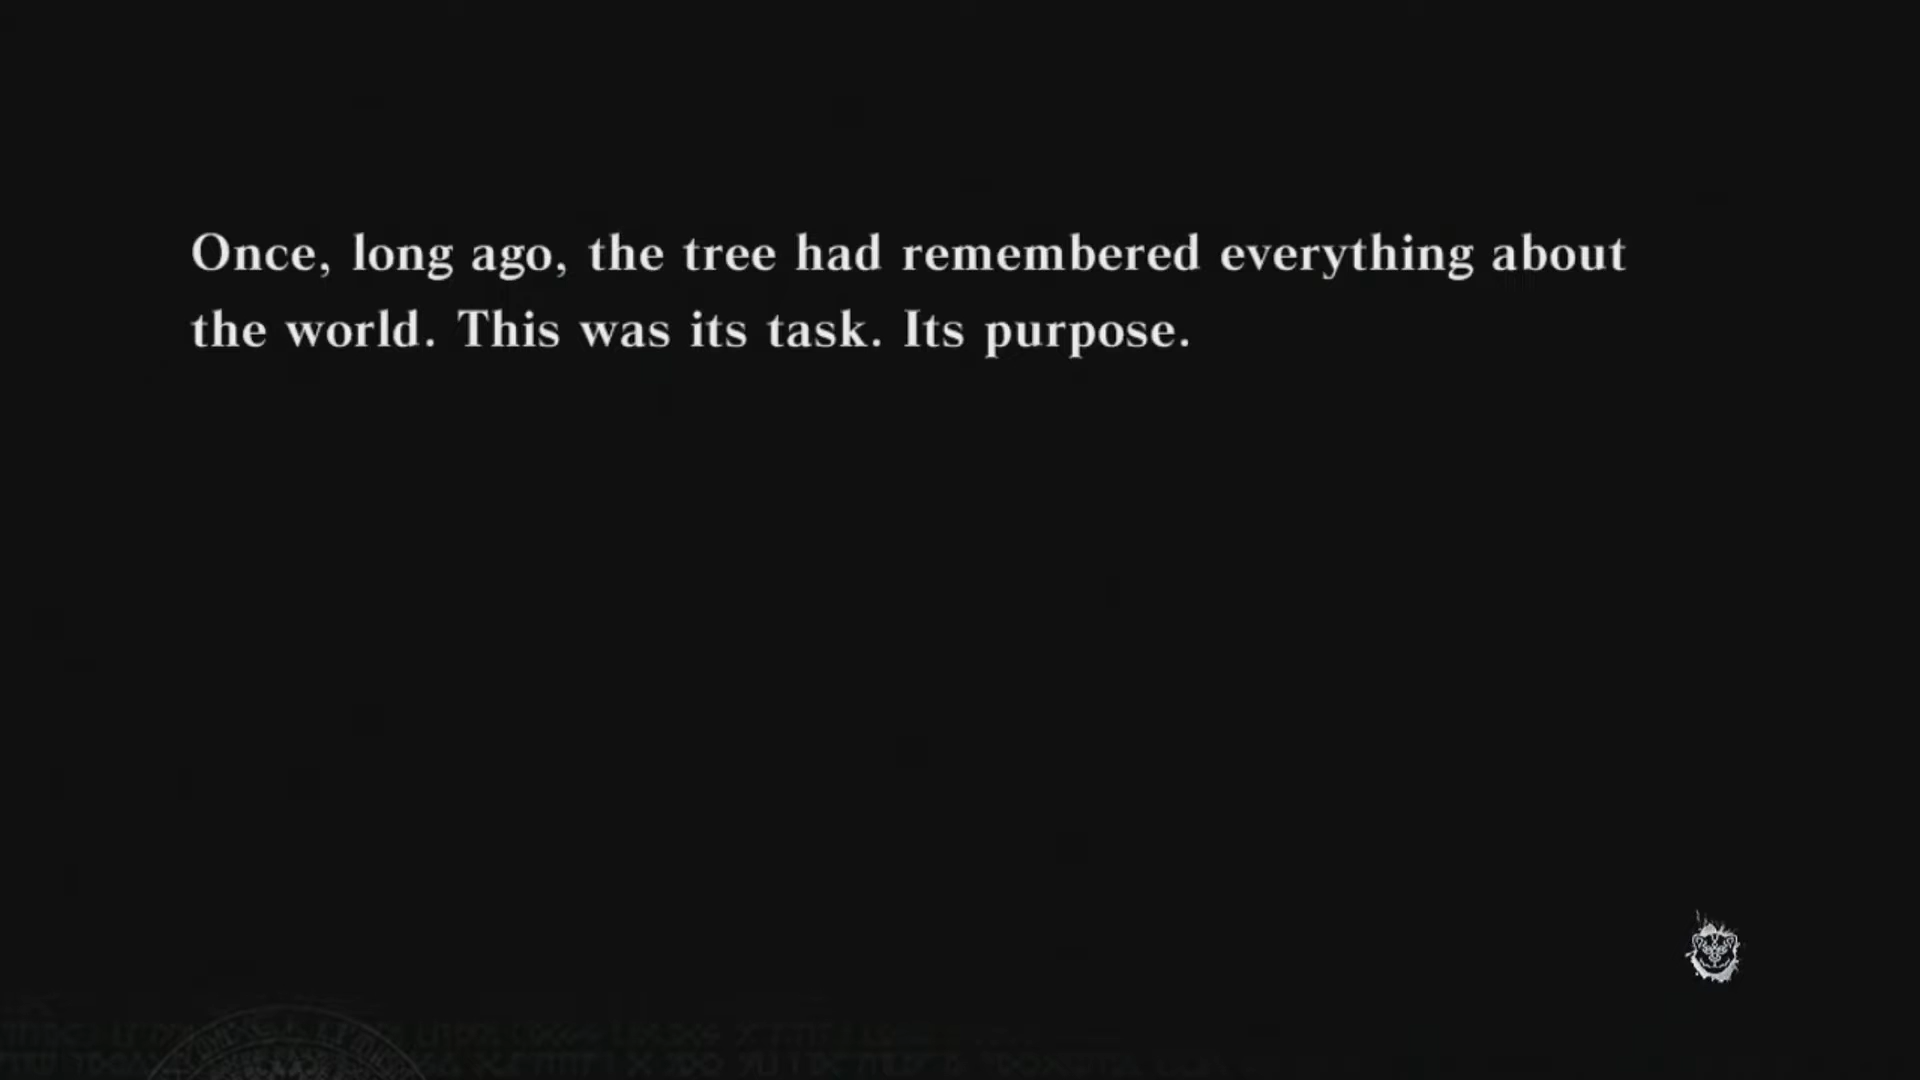 Once, long ago, the tree had remembered everything about
the world. This was its task. Its purpose.